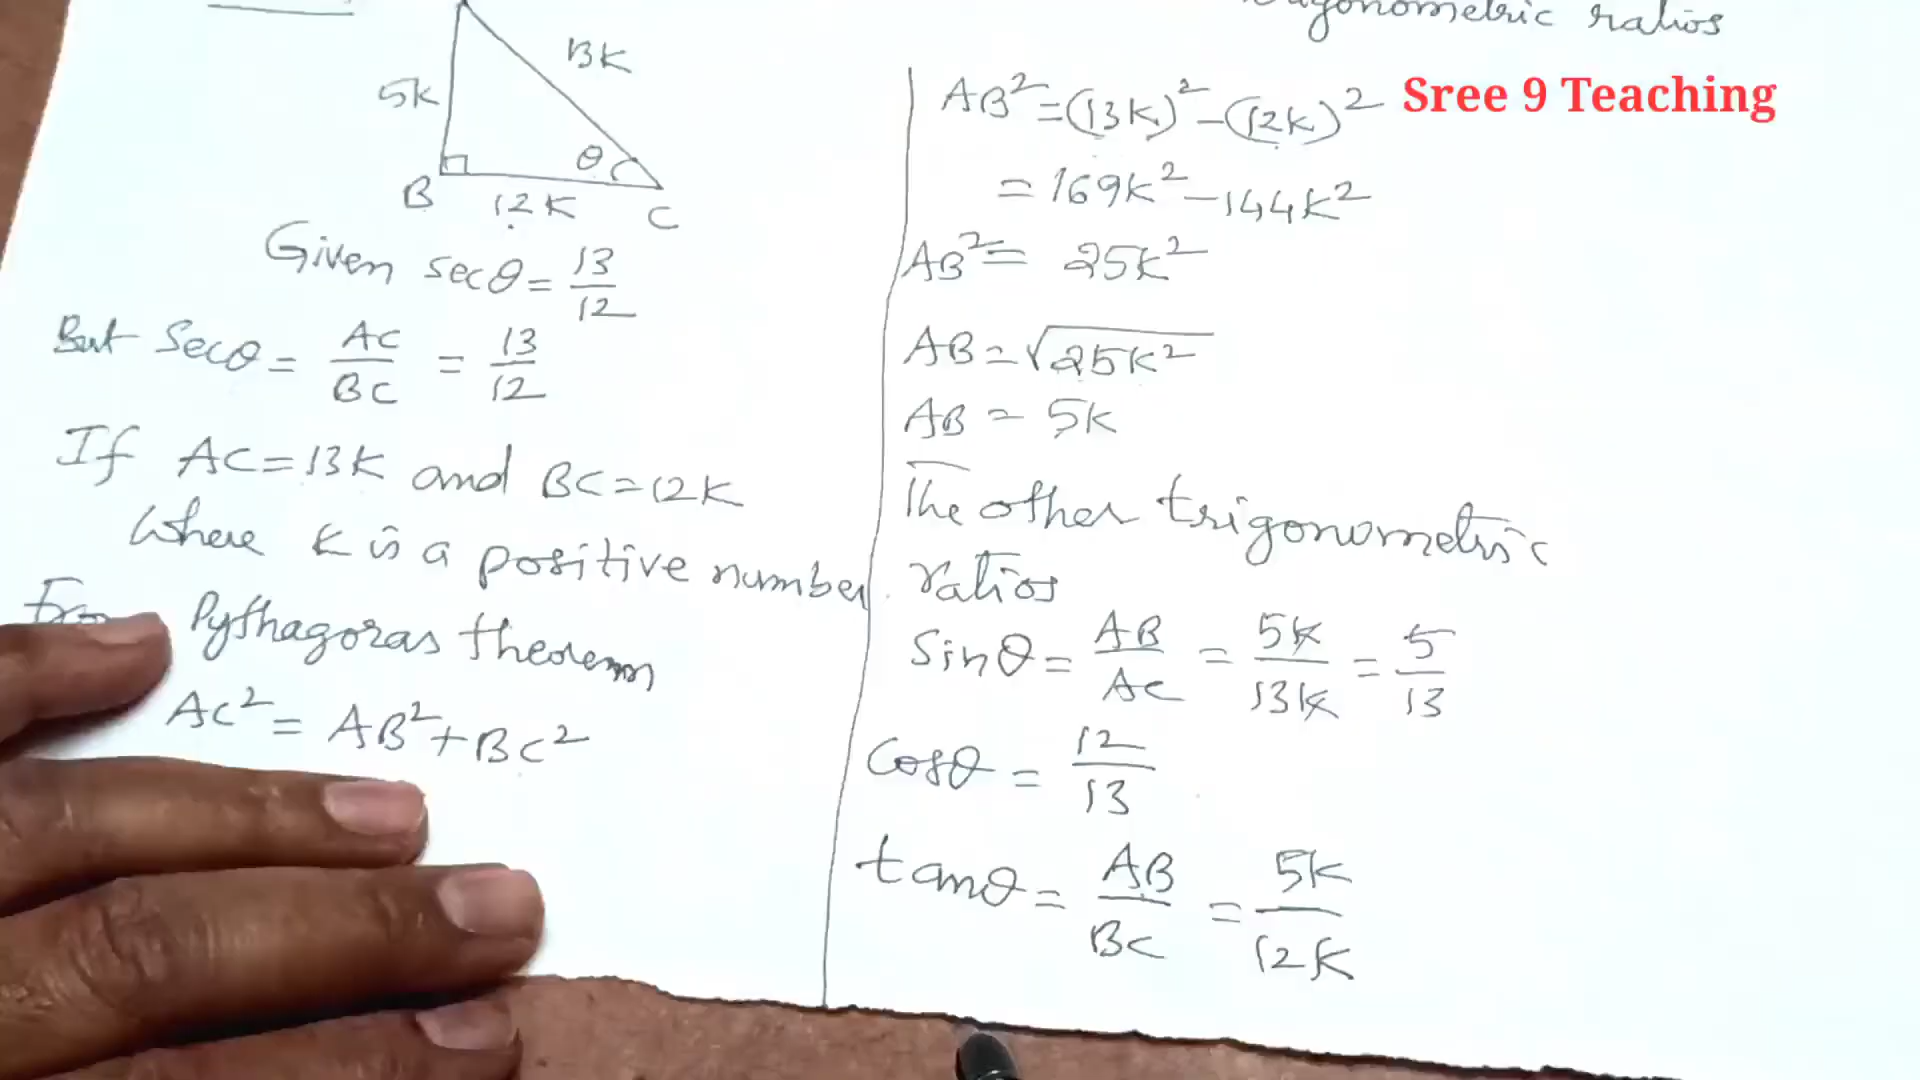 13K
5K
θ
B
12K
C
Given secθ = 13/12
But Secθ = AC/BC = 13/12
If AC=13K and BC=12K
Where K is a positive number.
Pythagoras theorem
AC² = AB²+BC²
ratios
Sree 9 Teaching
AB² = (13K)² - (12K)²
= 169K² - 144K²
AB² = 25K²
AB = √25K²
AB = 5K
The other trigonometric
ratios
Sinθ = AB/AC = 5K/13K = 5/13
Cosθ = 12/13
tanθ = AB/BC = 5K/12K